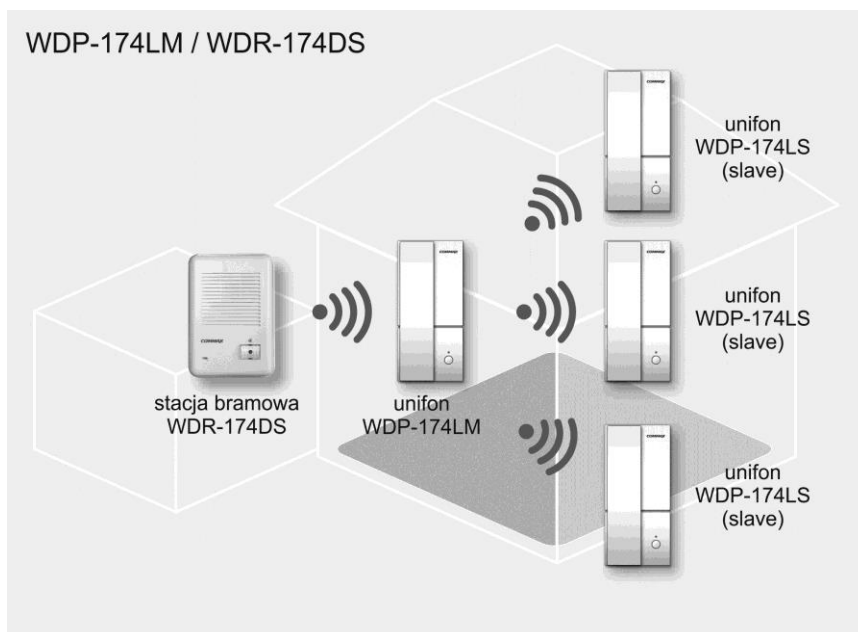 WDP-174LM / WDR-174DS
unifon
WDP-174LS
(slave)
stacja bramowa
WDR-174DS
unifon
WDP-174LM
unifon
WDP-174LS
(slave)
unifon
WDP-174LS
(slave)